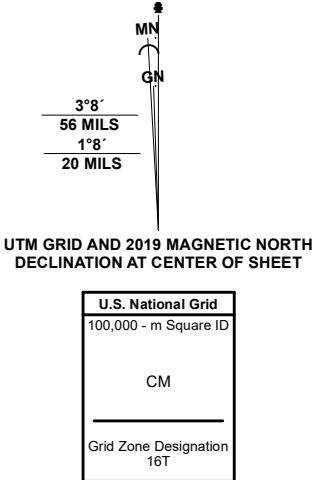 MN
GN
3°8´
56 MILS
1°8´
20 MILS
UTM GRID AND 2019 MAGNETIC NORTH
DECLINATION AT CENTER OF SHEET
U.S. National Grid
100,000 - m Square ID
CM
Grid Zone Designation
16T